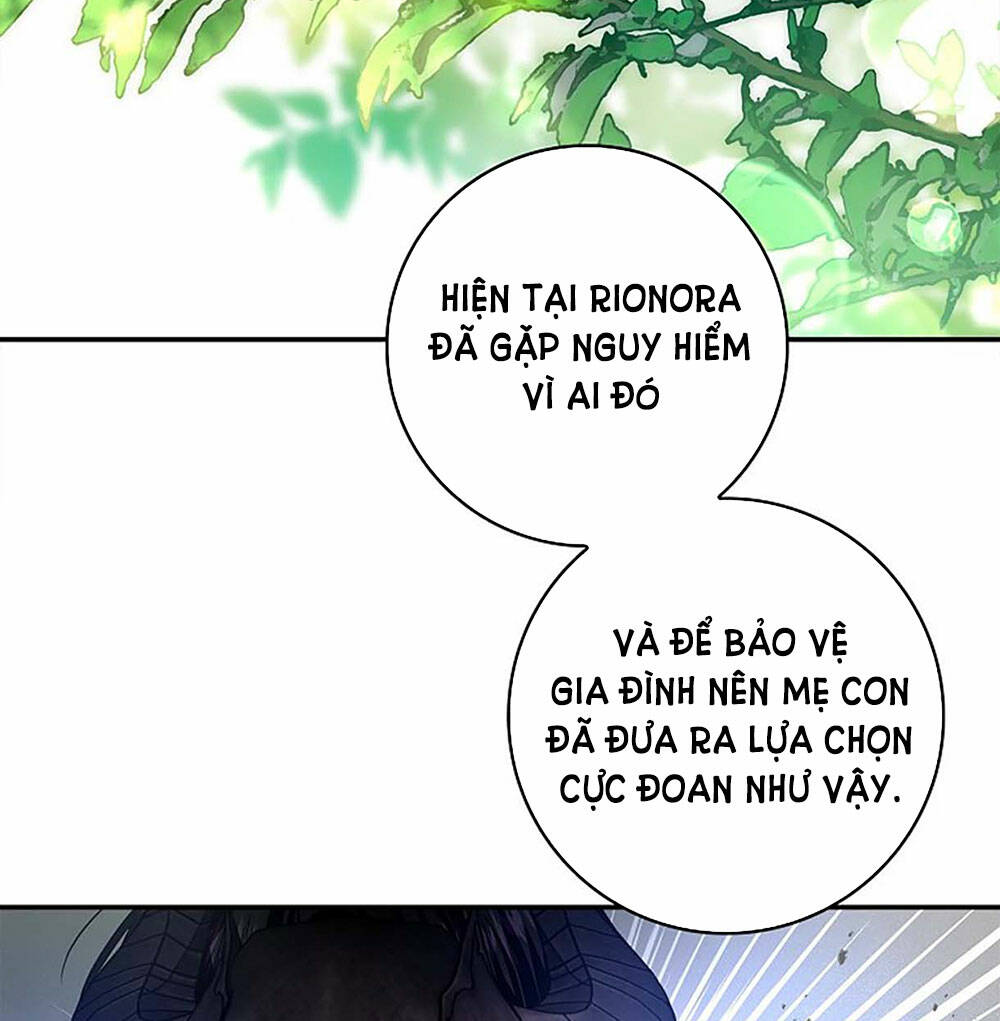 HIỆN TẠI RIONORA
ĐÃ GẶP NGUY HIỂM
VÌ AI ĐÓ
VÀ ĐỂ BẢO VỆ
GIA ĐÌNH NÊN MẸ CON
ĐÃ ĐƯA RA LỰA CHỌN
CỰC ĐOAN NHƯ VẬY.